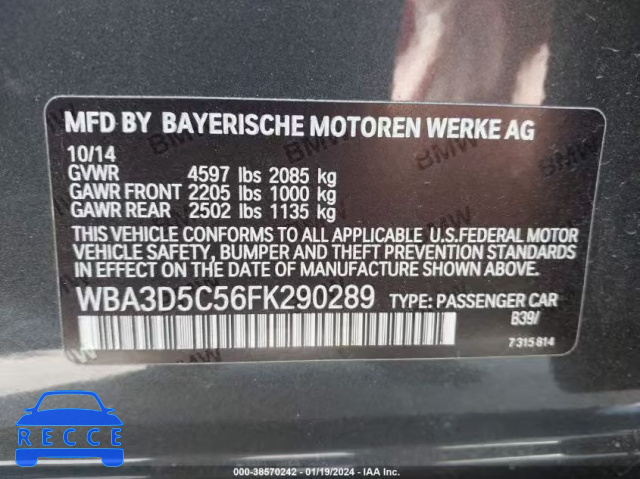 MFD BY BAYERISCHE MOTOREN WERKE AG
10/14
GVWR 4597 lbs 2085 kg
GAWR FRONT 2205 lbs 1000 kg
GAWR REAR 2502 lbs 1135 kg
THIS VEHICLE CONFORMS TO ALL APPLICABLE U.S.FEDERAL MOTOR
VEHICLE SAFETY, BUMPER AND THEFT PREVENTION STANDARDS
IN EFFECT ON THE DATE OF MANUFACTURE SHOWN ABOVE.
WBA3D5C56FK290289 TYPE: PASSENGER CAR
B39/
7315814
RECCE
000-38570242 - 01/19/2024 - IAA Inc.